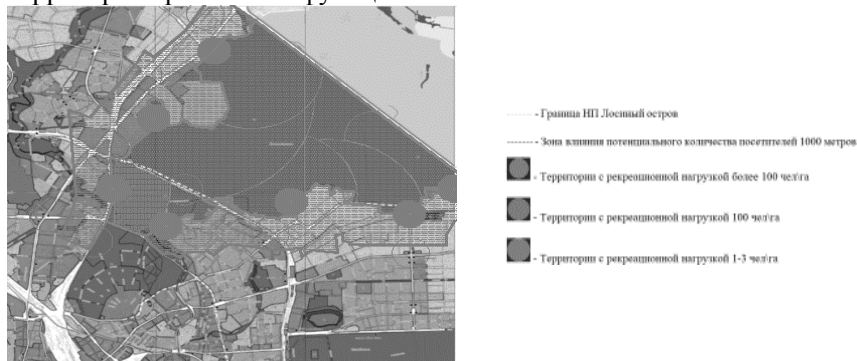 - Граница НП Лосиный остров
- Зона влияния потенциального количества посетителей 1000 метров
- Территории с рекреационной нагрузкой более 100 чел\га
- Территории с рекреационной нагрузкой 100 чел\га
- Территории с рекреационной нагрузкой 1-3 чел\га